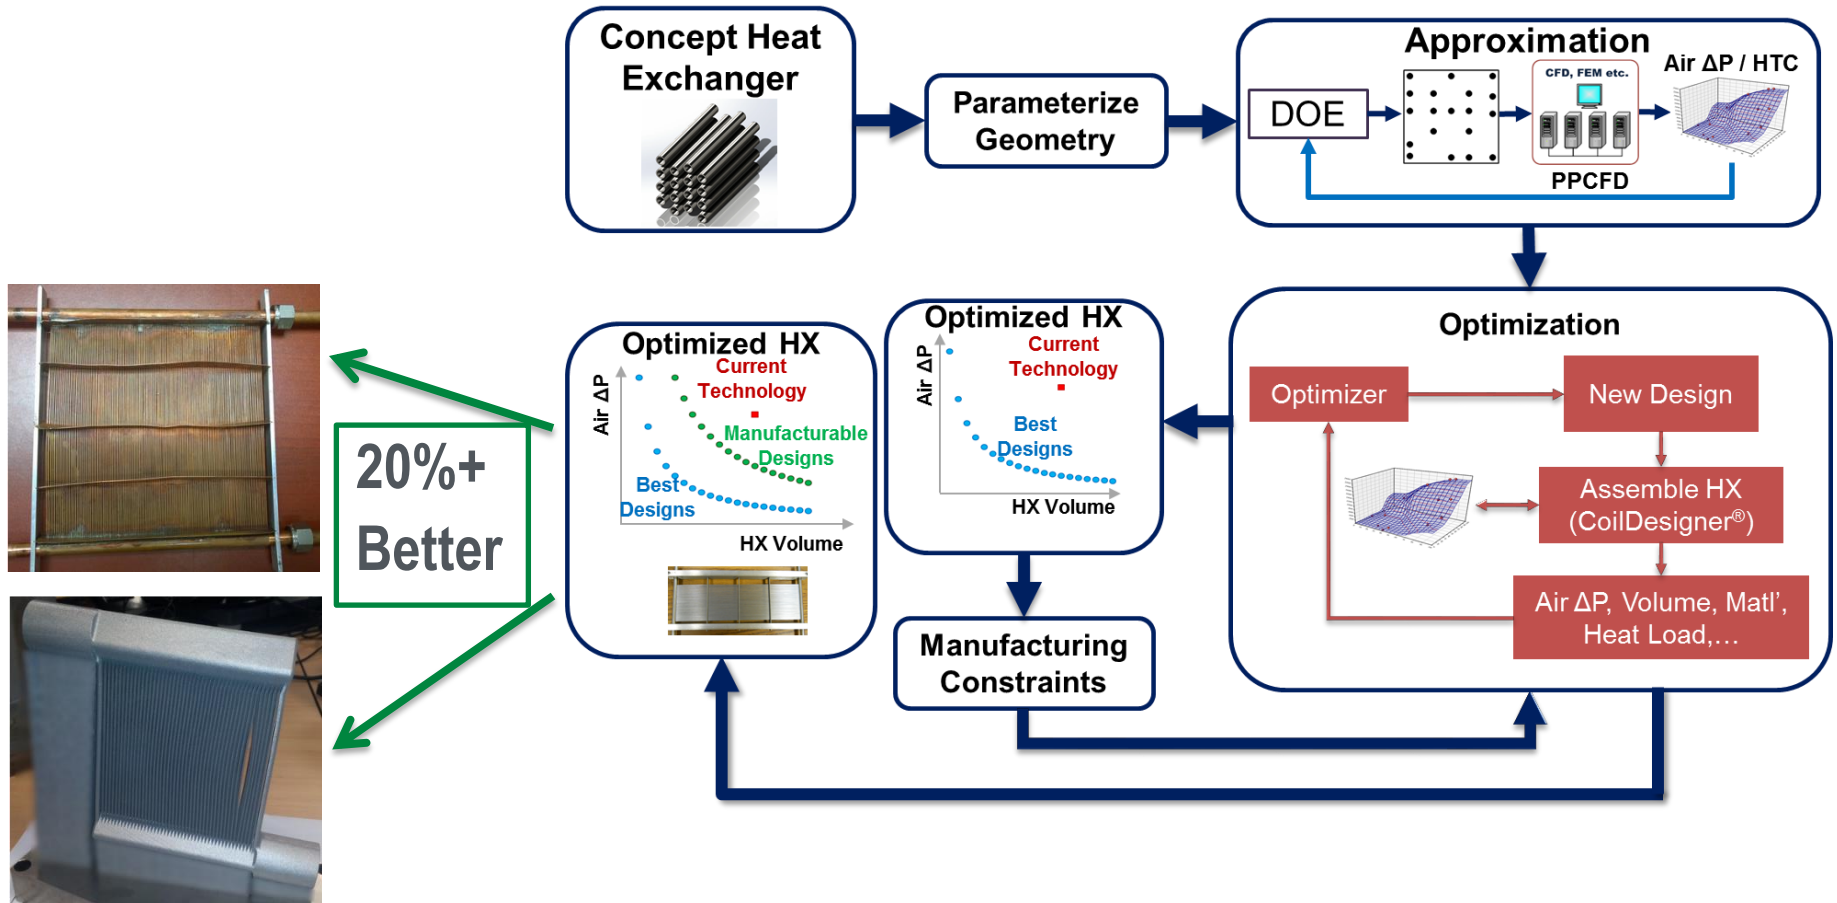 Concept Heat
Exchanger
Parameterize
Geometry
Approximation
DOE
CFD, FEM etc.
PPCFD
Air ΔP / HTC
Optimization
Optimizer
New Design
Assemble HX
(CoilDesigner®)
Air ΔP, Volume, Matl’,
Heat Load,…
Optimized HX
Air ΔP
Current
Technology
Best
Designs
HX Volume
Manufacturing
Constraints
Optimized HX
Air ΔP
Current
Technology
Manufacturable
Designs
Best
Designs
HX Volume
20%+
Better